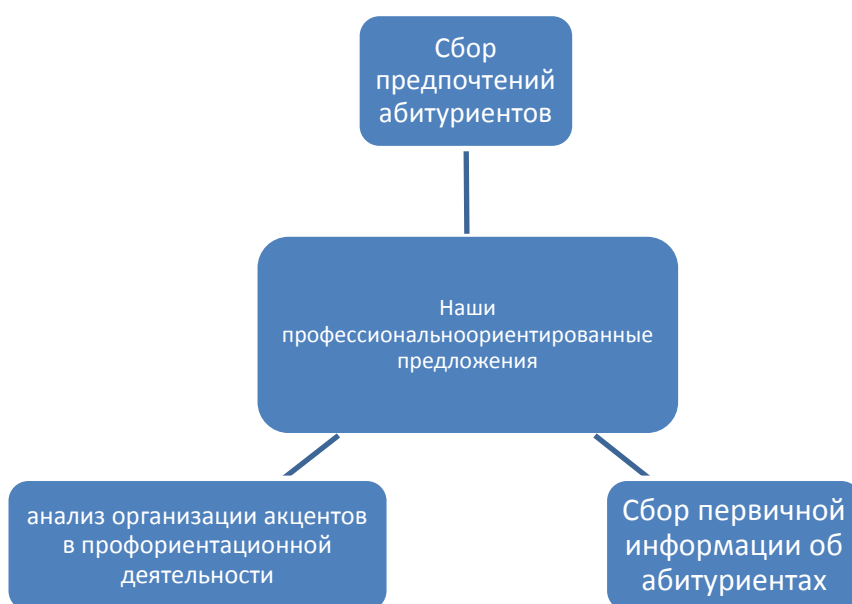 Сбор
предпочтений
абитуриентов
Наши
профессиональноориентированные
предложения
анализ организации акцентов
в профориентационной
деятельности
Сбор первичной
информации об
абитуриентах